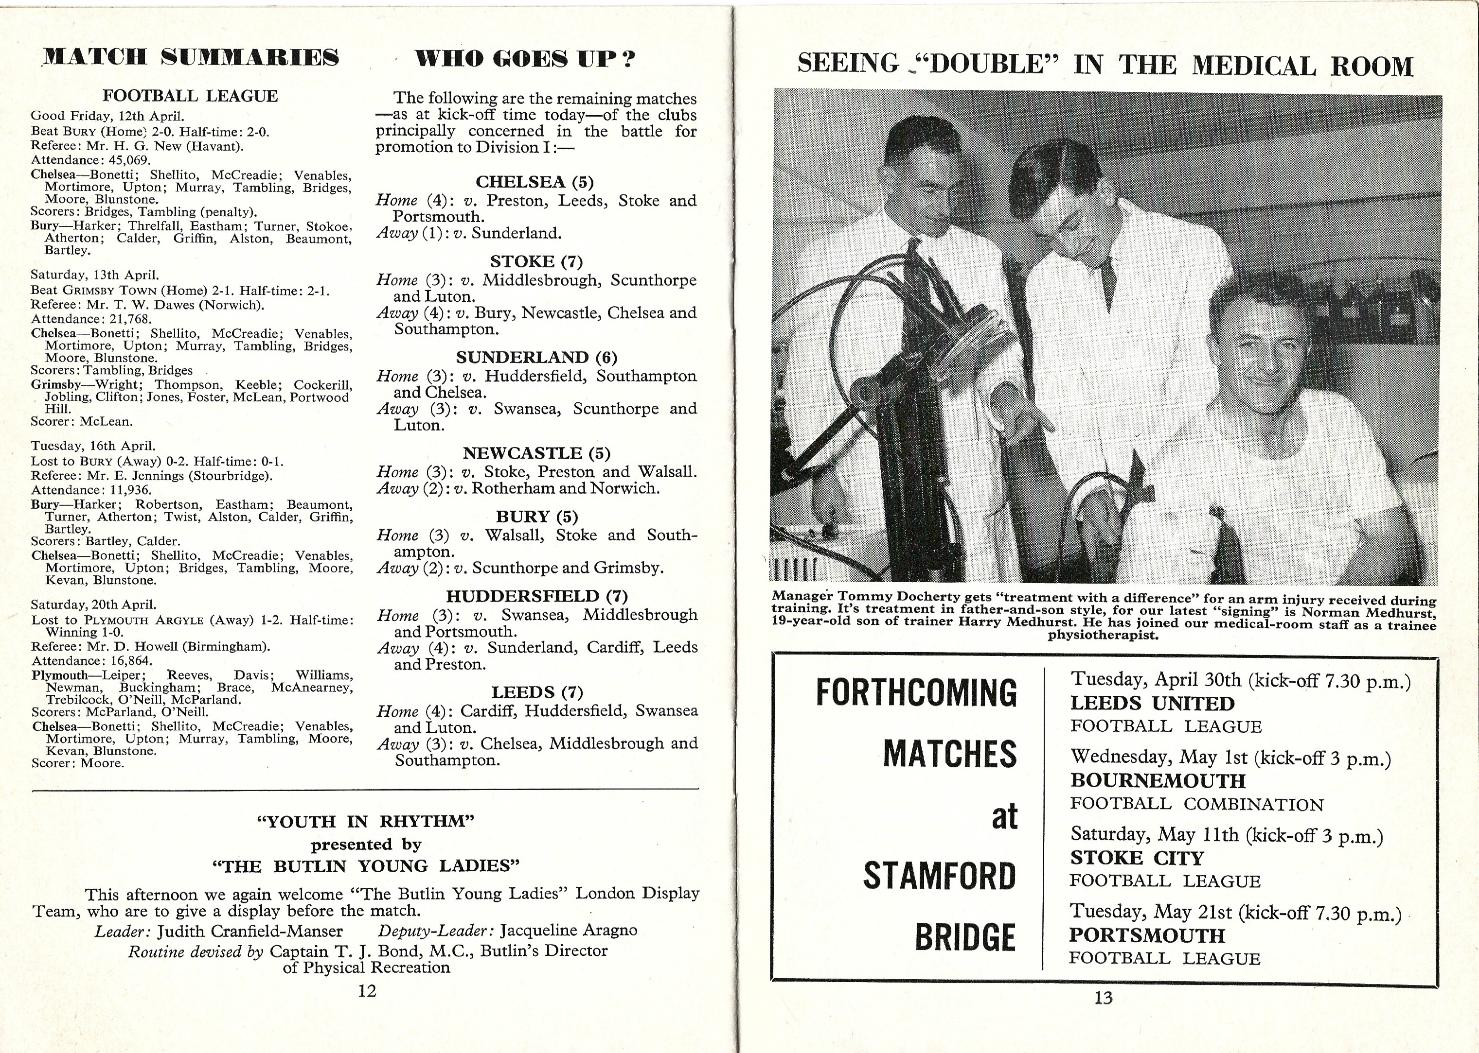 MATCH SUMMARIES
FOOTBALL LEAGUE
Good Friday, 12th April.
Beat BURY (Home) 2-0. Half-time: 2-0.
Referee: Mr. H. G. New (Havant).
Attendance: 45,069.
Chelsea—Bonetti; Shellito, McCreadie; Venables,
Mortimore, Upton; Murray, Tambling, Bridges,
Moore, Blunstone.
Scorers: Bridges, Tambling (penalty).
Bury—Harker; Threlfall, Eastham; Turner, Stokoe,
Atherton; Calder, Griffin, Alston, Beaumont,
Bartley.
Saturday, 13th April.
Beat GRIMSBY TOWN (Home) 2-1. Half-time: 2-1.
Referee: Mr. T. W. Dawes (Norwich).
Attendance: 21,768.
Chelsea—Bonetti; Shellito, McCreadie; Venables,
Mortimore, Upton; Murray, Tambling, Bridges,
Moore, Blunstone.
Scorers: Tambling, Bridges
Grimsby—Wright; Thompson, Keeble; Cockerill,
Jobling, Clifton; Jones, Foster, McLean, Portwood
Hill.
Scorer: McLean.
Tuesday, 16th April.
Lost to BURY (Away) 0-2. Half-time: 0-1.
Referee: Mr. E. Jennings (Stourbridge).
Attendance: 11,936.
Bury—Harker; Robertson, Eastham; Beaumont,
Turner, Atherton; Twist, Alston, Calder, Griffin,
Bartley.
Scorers: Bartley, Calder.
Chelsea—Bonetti; Shellito, McCreadie; Venables,
Mortimore, Upton; Bridges, Tambling, Moore,
Kevan, Blunstone.
Saturday, 20th April.
Lost to PLYMOUTH ARGYLE (Away) 1-2. Half-time:
Winning 1-0.
Referee: Mr. D. Howell (Birmingham).
Attendance: 16,864.
Plymouth—Leiper; Reeves, Davis; Williams,
Newman, Buckingham; Brace, McAnearney,
Trebilcock, O'Neill, McParland.
Scorers: McParland, O'Neill.
Chelsea—Bonetti; Shellito, McCreadie; Venables,
Mortimore, Upton; Murray, Tambling, Moore,
Kevan, Blunstone.
Scorer: Moore.
WHO GOES UP?
The following are the remaining matches
—as at kick-off time today—of the clubs
principally concerned in the battle for
promotion to Division I:—
CHELSEA (5)
Home (4): v. Preston, Leeds, Stoke and
Portsmouth.
Away (1): v. Sunderland.
STOKE (7)
Home (3): v. Middlesbrough, Scunthorpe
and Luton.
Away (4): v. Bury, Newcastle, Chelsea and
Southampton.
SUNDERLAND (6)
Home (3): v. Huddersfield, Southampton
and Chelsea.
Away (3): v. Swansea, Scunthorpe and
Luton.
NEWCASTLE (5)
Home (3): v. Stoke, Preston and Walsall.
Away (2): v. Rotherham and Norwich.
BURY (5)
Home (3) v. Walsall, Stoke and South-
ampton.
Away (2): v. Scunthorpe and Grimsby.
HUDDERSFIELD (7)
Home (3): v. Swansea, Middlesbrough
and Portsmouth.
Away (4): v. Sunderland, Cardiff, Leeds
and Preston.
LEEDS (7)
Home (4): Cardiff, Huddersfield, Swansea
and Luton.
Away (3): v. Chelsea, Middlesbrough and
Southampton.
"YOUTH IN RHYTHM"
presented by
"THE BUTLIN YOUNG LADIES"
This afternoon we again welcome "The Butlin Young Ladies" London Display
Team, who are to give a display before the match.
Leader: Judith Cranfield-Manser Deputy-Leader: Jacqueline Aragno
Routine devised by Captain T. J. Bond, M.C., Butlin's Director
of Physical Recreation
12
SEEING "DOUBLE" IN THE MEDICAL ROOM
Manager Tommy Docherty gets "treatment with a difference" for an arm injury received during
training. It's treatment in father-and-son style, for our latest "signing" is Norman Medhurst,
19-year-old son of trainer Harry Medhurst. He has joined our medical-room staff as a trainee
physiotherapist.
FORTHCOMING
MATCHES
at
STAMFORD
BRIDGE
Tuesday, April 30th (kick-off 7.30 p.m.)
LEEDS UNITED
FOOTBALL LEAGUE
Wednesday, May 1st (kick-off 3 p.m.)
BOURNEMOUTH
FOOTBALL COMBINATION
Saturday, May 11th (kick-off 3 p.m.)
STOKE CITY
FOOTBALL LEAGUE
Tuesday, May 21st (kick-off 7.30 p.m.)
PORTSMOUTH
FOOTBALL LEAGUE
13